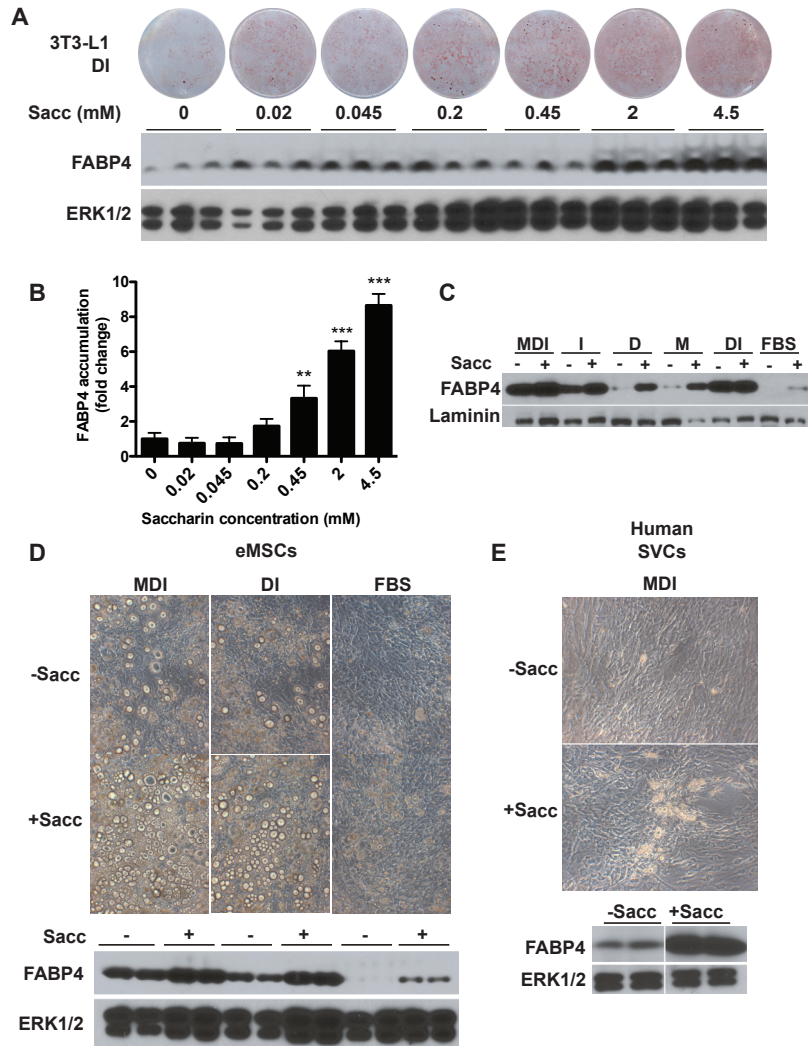 A
3T3-L1
DI
Sacc (mM) 0 0.02 0.045 0.2 0.45 2 4.5
FABP4
ERK1/2
B
FABP4 accumulation
(fold change)
10
8
6
4
2
0
** *** ***
0 0.02 0.045 0.2 0.45 2 4.5
Saccharin concentration (mM)
C
MDI I D M DI FBS
Sacc - + - + - + - + - + - +
FABP4
Laminin
D
eMSCs
MDI DI FBS
-Sacc
+Sacc
Sacc - + - + - +
FABP4
ERK1/2
E
Human
SVCs
MDI
-Sacc
+Sacc
-Sacc +Sacc
FABP4
ERK1/2